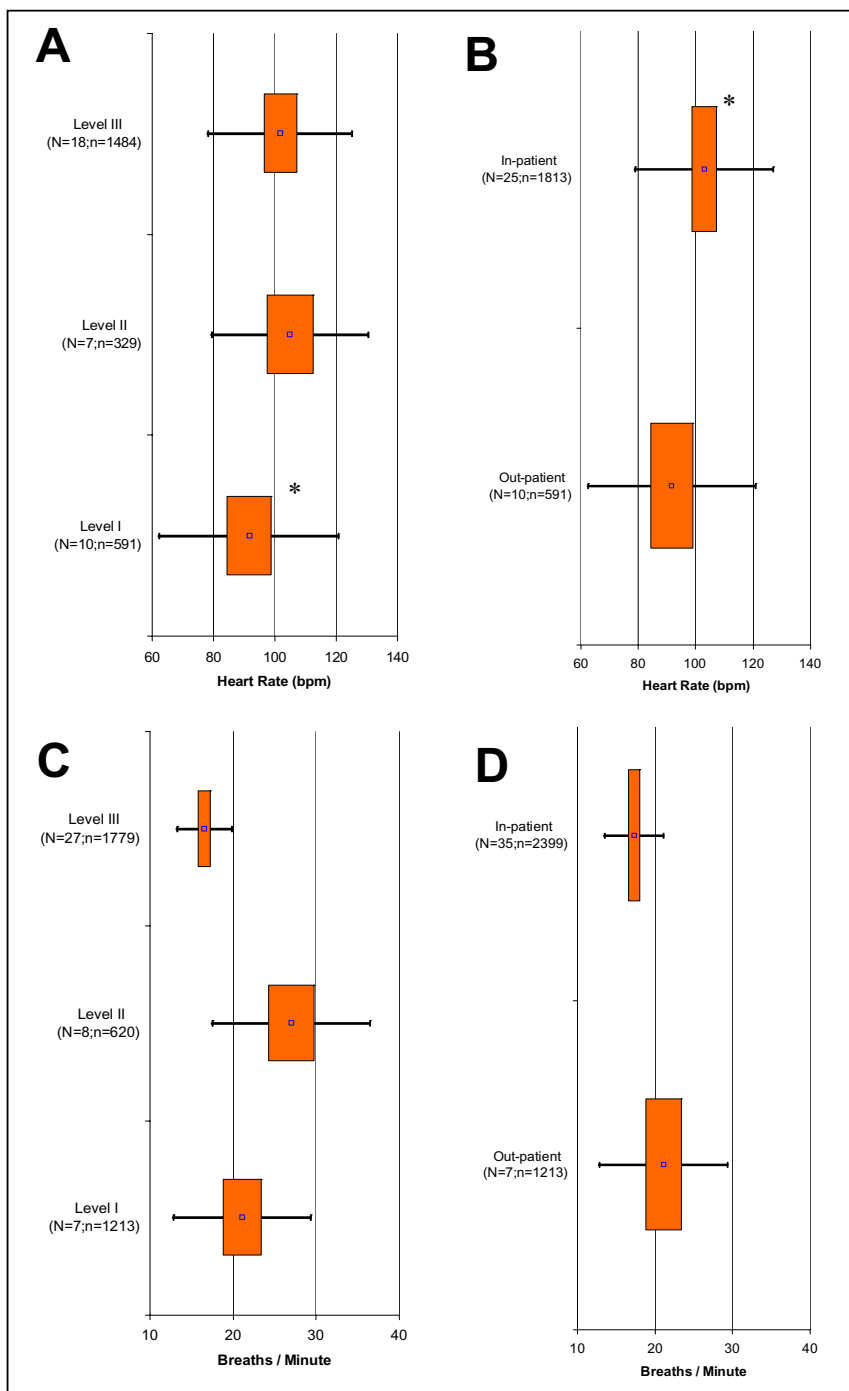 A
Level III
(N=18;n=1484)
Level II
(N=7;n=329)
*
Level I
(N=10;n=591)
60 80 100 120 140
Heart Rate (bpm)
B
*
In-patient
(N=25;n=1813)
Out-patient
(N=10;n=591)
60 80 100 120 140
Heart Rate (bpm)
C
Level III
(N=27;n=1779)
Level II
(N=8;n=620)
Level I
(N=7;n=1213)
10 20 30 40
Breaths / Minute
D
In-patient
(N=35;n=2399)
Out-patient
(N=7;n=1213)
10 20 30 40
Breaths / Minute